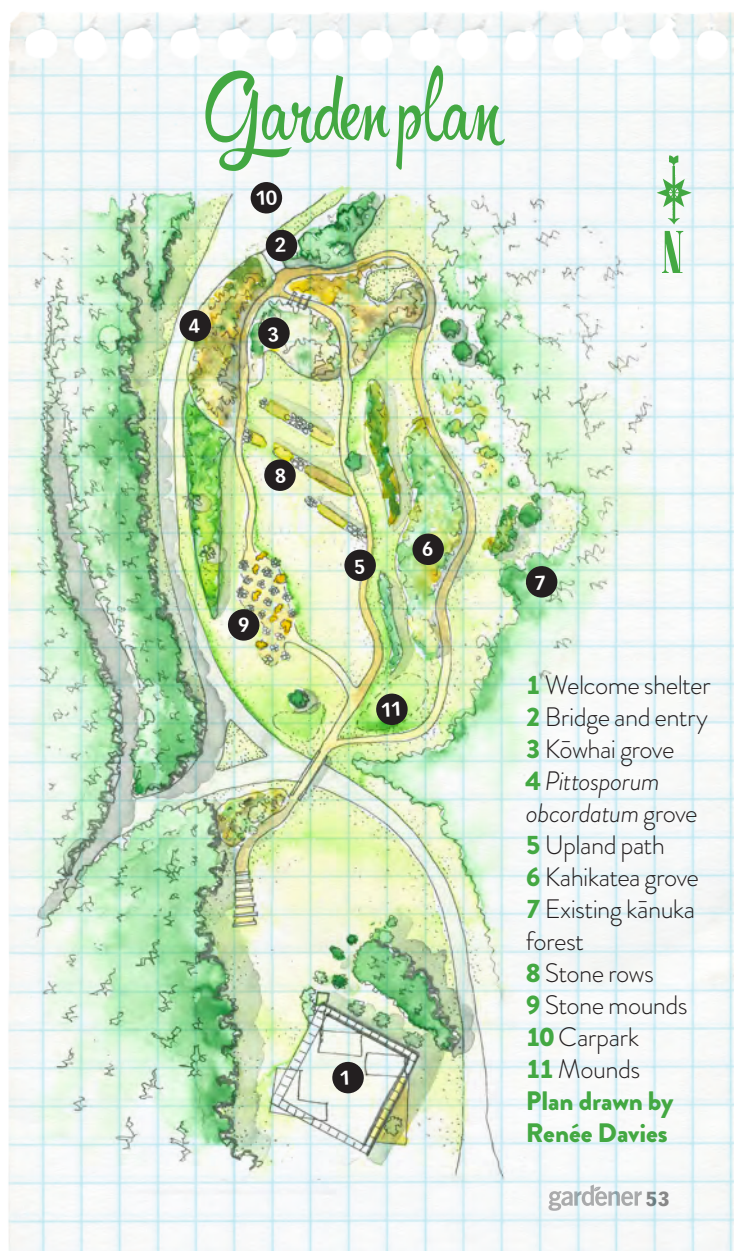 Garden plan
N
10
2
4
3
8
6
5
7
9
11
1
1 Welcome shelter
2 Bridge and entry
3 Kōwhai grove
4 Pittosporum
obcordatum grove
5 Upland path
6 Kahikatea grove
7 Existing kānuka
forest
8 Stone rows
9 Stone mounds
10 Carpark
11 Mounds
Plan drawn by
Renée Davies
gardener 53